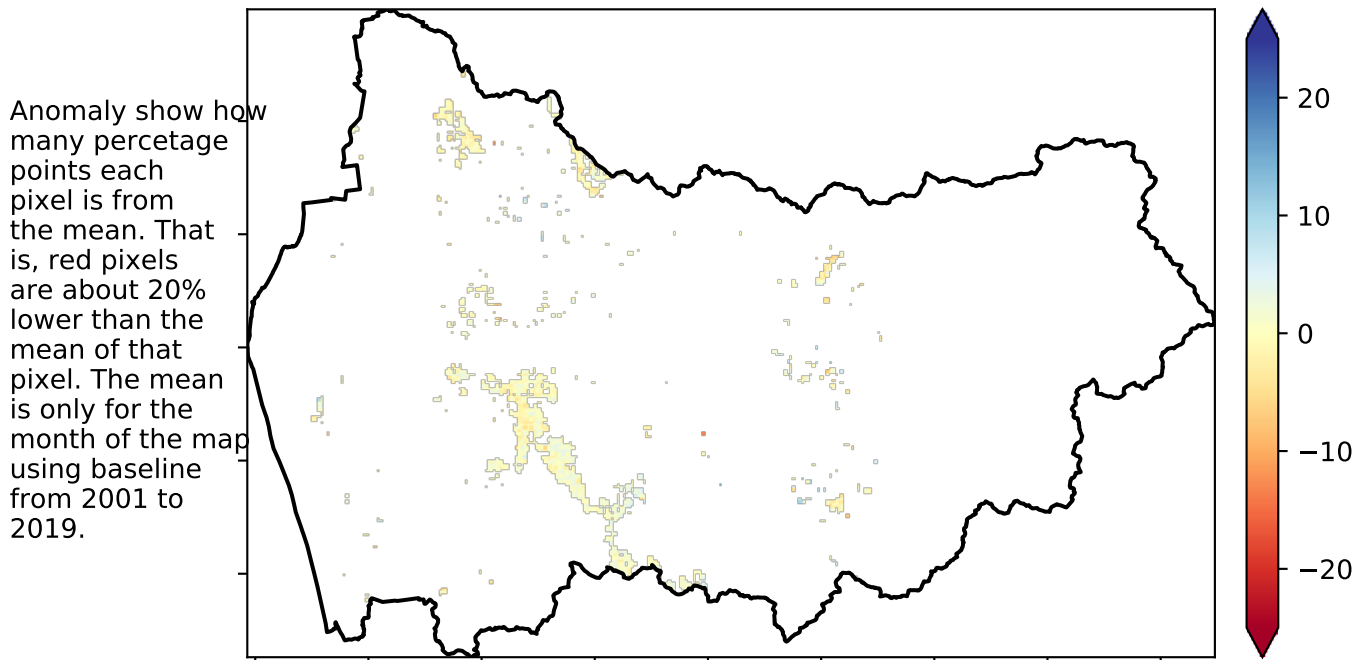 Anomaly show how
many percetage
points each
pixel is from
the mean. That
is, red pixels
are about 20%
lower than the
mean of that
pixel. The mean
is only for the
month of the map
using baseline
from 2001 to
2019.
20
10
0
−10
−20